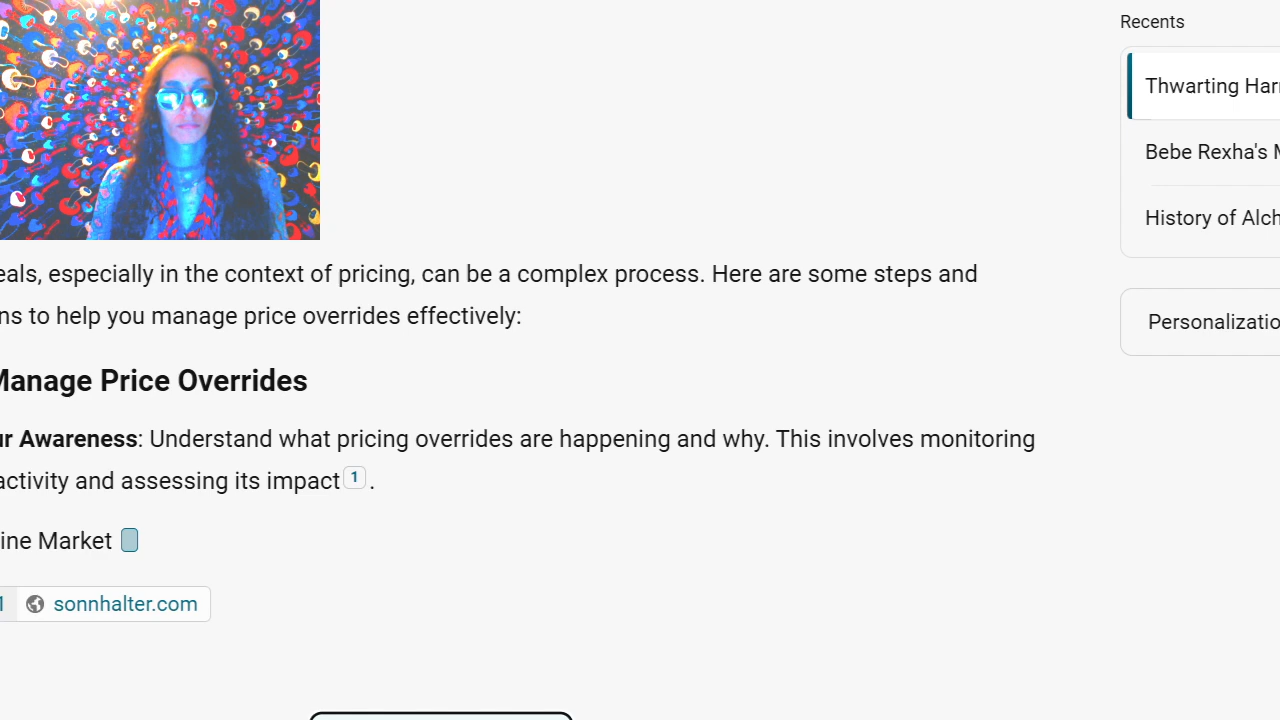 eals, especially in the context of pricing, can be a complex process. Here are some steps and
ns to help you manage price overrides effectively:
Manage Price Overrides
ur Awareness: Understand what pricing overrides are happening and why. This involves monitoring
activity and assessing its impact 1 .
ine Market
1 sonnhalter.com
Recents
Thwarting Har
Bebe Rexha's M
History of Alch
Personalizatio